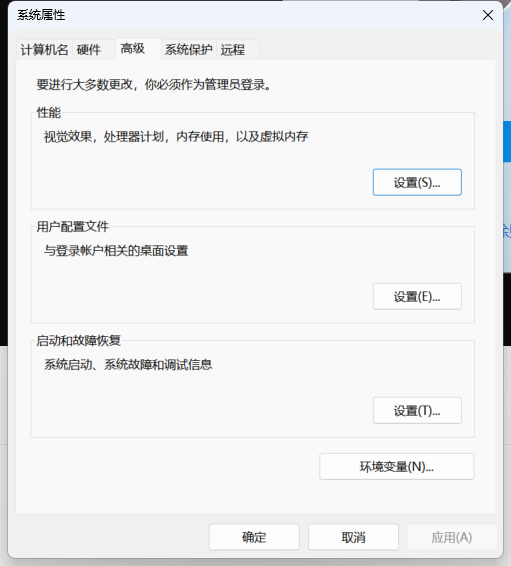 系统属性
计算机名 硬件 高级 系统保护 远程
要进行大多数更改，你必须作为管理员登录。
性能
视觉效果，处理器计划，内存使用，以及虚拟内存
设置(S)...
用户配置文件
与登录帐户相关的桌面设置
设置(E)...
启动和故障恢复
系统启动、系统故障和调试信息
设置(T)...
环境变量(N)...
确定 取消 应用(A)